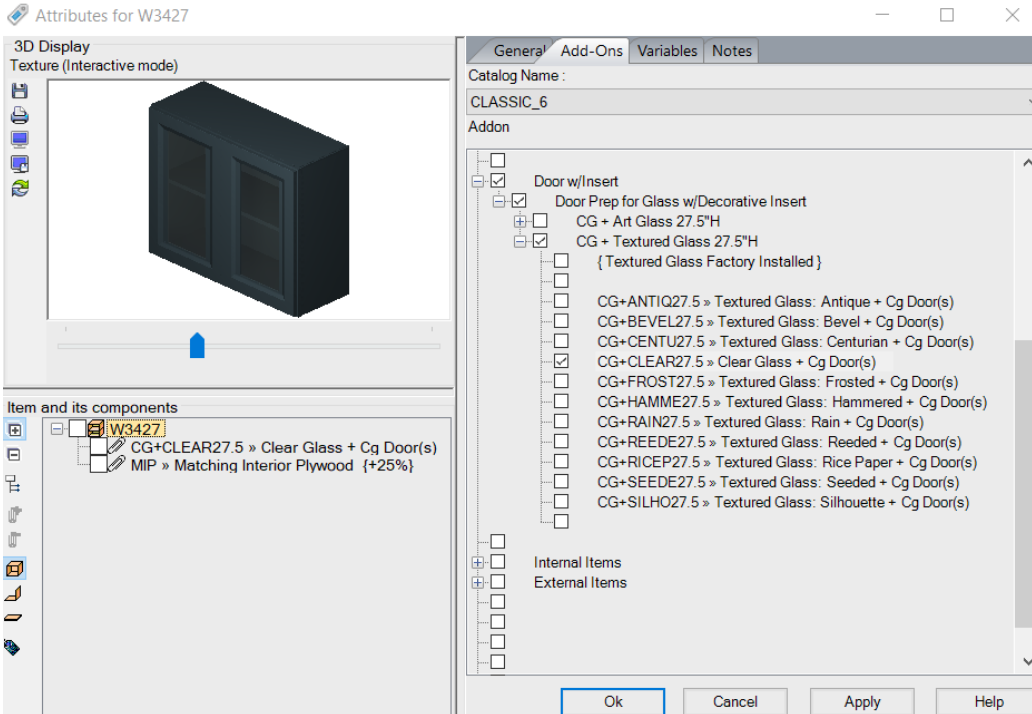 Attributes for W3427
3D Display
Texture (Interactive mode)
Item and its components
W3427
CG+CLEAR27.5 » Clear Glass + Cg Door(s)
MIP » Matching Interior Plywood {+25%}
General Add-Ons Variables Notes
Catalog Name :
CLASSIC_6
Addon
Door w/Insert
Door Prep for Glass w/Decorative Insert
CG + Art Glass 27.5"H
CG + Textured Glass 27.5"H
{ Textured Glass Factory Installed }
CG+ANTIQ27.5 » Textured Glass: Antique + Cg Door(s)
CG+BEVEL27.5 » Textured Glass: Bevel + Cg Door(s)
CG+CENTU27.5 » Textured Glass: Centurian + Cg Door(s)
CG+CLEAR27.5 » Clear Glass + Cg Door(s)
CG+FROST27.5 » Textured Glass: Frosted + Cg Door(s)
CG+HAMME27.5 » Textured Glass: Hammered + Cg Door(s)
CG+RAIN27.5 » Textured Glass: Rain + Cg Door(s)
CG+REEDE27.5 » Textured Glass: Reeded + Cg Door(s)
CG+RICEP27.5 » Textured Glass: Rice Paper + Cg Door(s)
CG+SEEDE27.5 » Textured Glass: Seeded + Cg Door(s)
CG+SILHO27.5 » Textured Glass: Silhouette + Cg Door(s)
Internal Items
External Items
Ok Cancel Apply Help